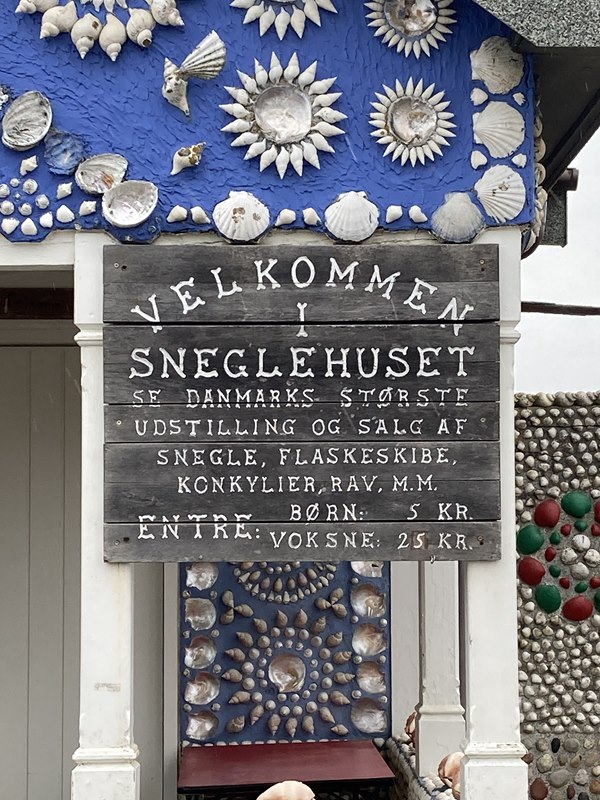 VELKOMMEN
I
SNEGLEHUSET
SE DANMARKS STØRSTE
UDSTILLING OG SALG AF
SNEGLE, FLASKESKIBE,
KONKYLIER, RAV, M.M.
ENTRE: BØRN: 5 KR.
VOKSNE: 25 KR.